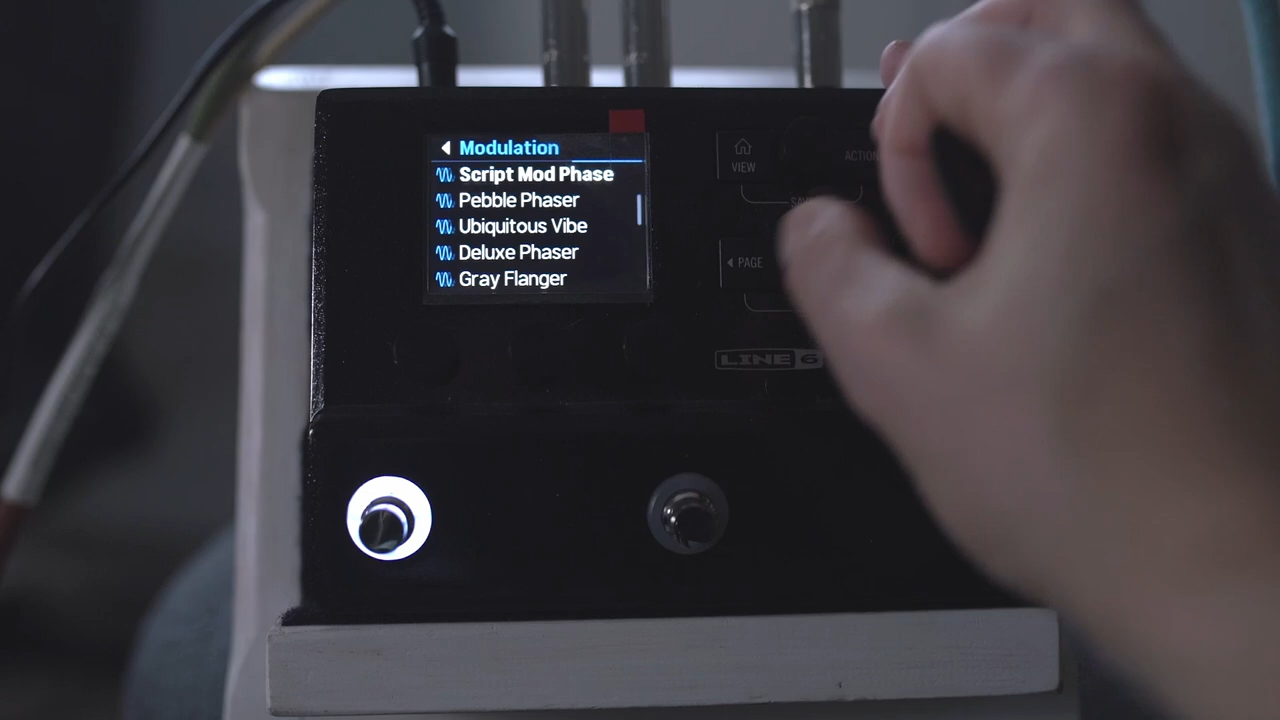 Modulation
Script Mod Phase
Pebble Phaser
Ubiquitous Vibe
Deluxe Phaser
Gray Flanger
VIEW
ACTION
PAGE
LINE 6